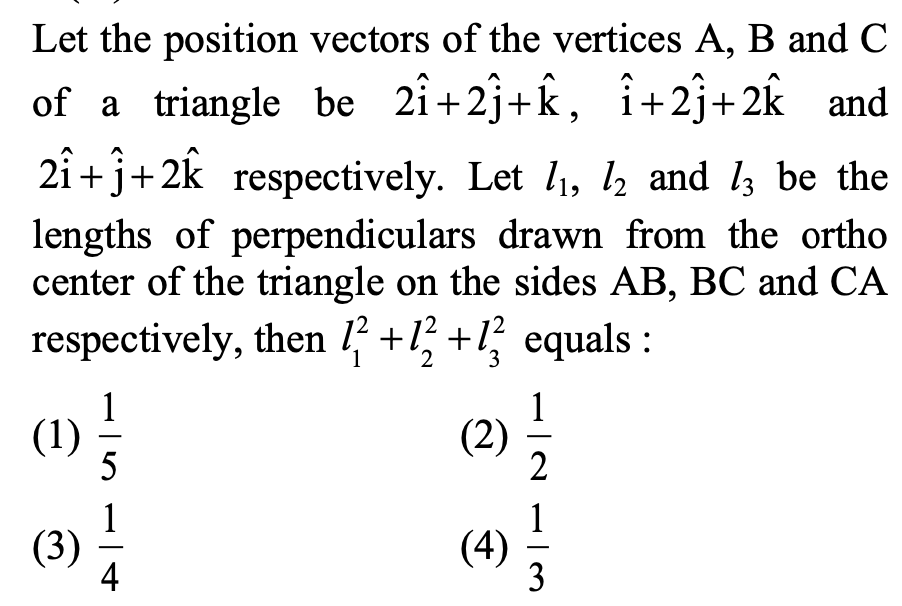 Let the position vectors of the vertices A, B and C
of a triangle be 2î+2ĵ+k̂, î+2ĵ+2k̂ and
2î+ĵ+2k̂ respectively. Let l₁, l₂ and l₃ be the
lengths of perpendiculars drawn from the ortho
center of the triangle on the sides AB, BC and CA
respectively, then l₁²+l₂²+l₃² equals :
(1) 1/5 (2) 1/2
(3) 1/4 (4) 1/3